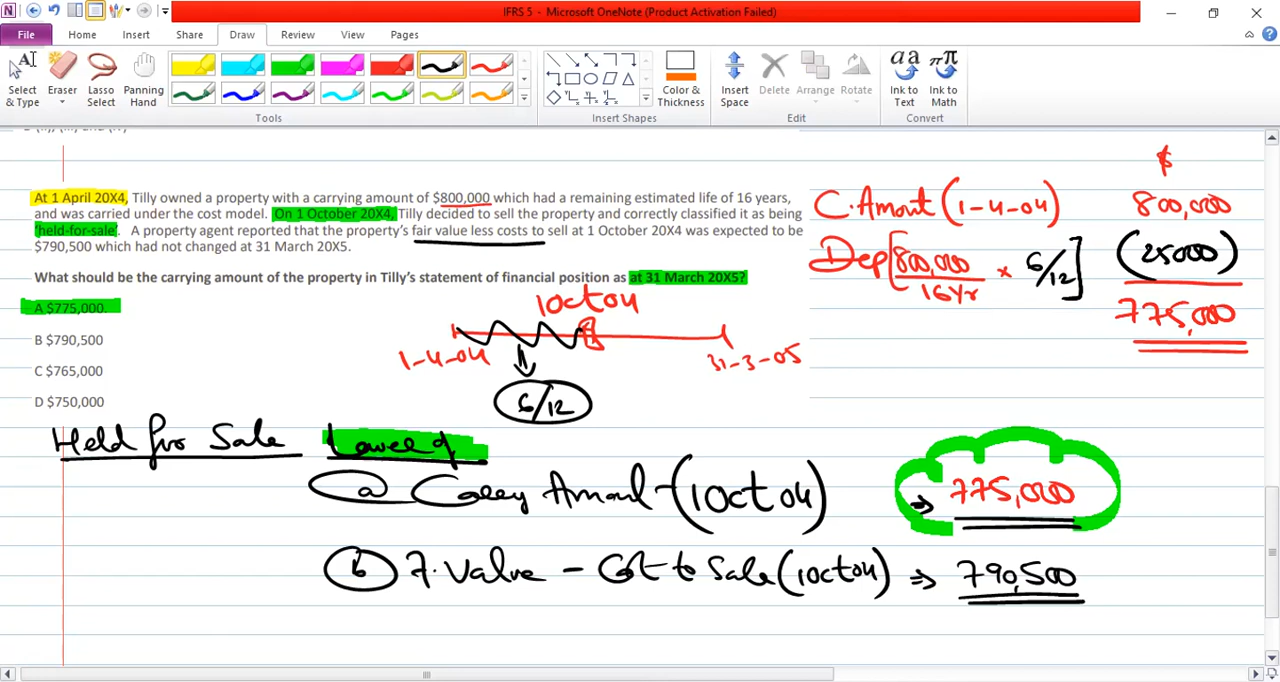 IFRS 5 - Microsoft OneNote (Product Activation Failed)
File Home Insert Share Draw Review View Pages
Select & Type Eraser Lasso Select Panning Hand
Color & Thickness Insert Space Delete Arrange Rotate Ink to Text Ink to Math
Tools Insert Shapes Edit Convert
At 1 April 20X4, Tilly owned a property with a carrying amount of $800,000 which had a remaining estimated life of 16 years,
and was carried under the cost model. On 1 October 20X4, Tilly decided to sell the property and correctly classified it as being
'held-for-sale'. A property agent reported that the property's fair value less costs to sell at 1 October 20X4 was expected to be
$790,500 which had not changed at 31 March 20X5.
What should be the carrying amount of the property in Tilly's statement of financial position as at 31 March 20X5?
A $775,000.
B $790,500
C $765,000
D $750,000
1 Oct 04
1-4-04
31-3-05
6/12
$
C. Amount (1-4-04) 800,000
Dep [800,000 / 16 Yr × 6/12] (25000)
775,000
Held for Sale Lower of
a Carry Amount - (1 Oct 04) ⇒ 775,000
b F. Value - Cost to Sale (1 Oct 04) ⇒ 790,500